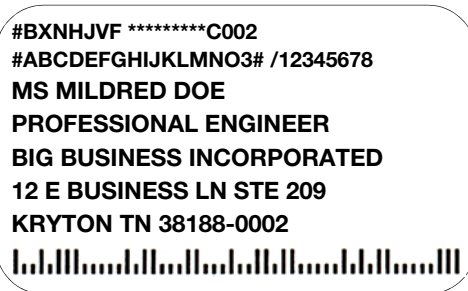 #BXNHJVF *********C002
#ABCDEFGHIJKLMNO3# /12345678
MS MILDRED DOE
PROFESSIONAL ENGINEER
BIG BUSINESS INCORPORATED
12 E BUSINESS LN STE 209
KRYTON TN 38188-0002